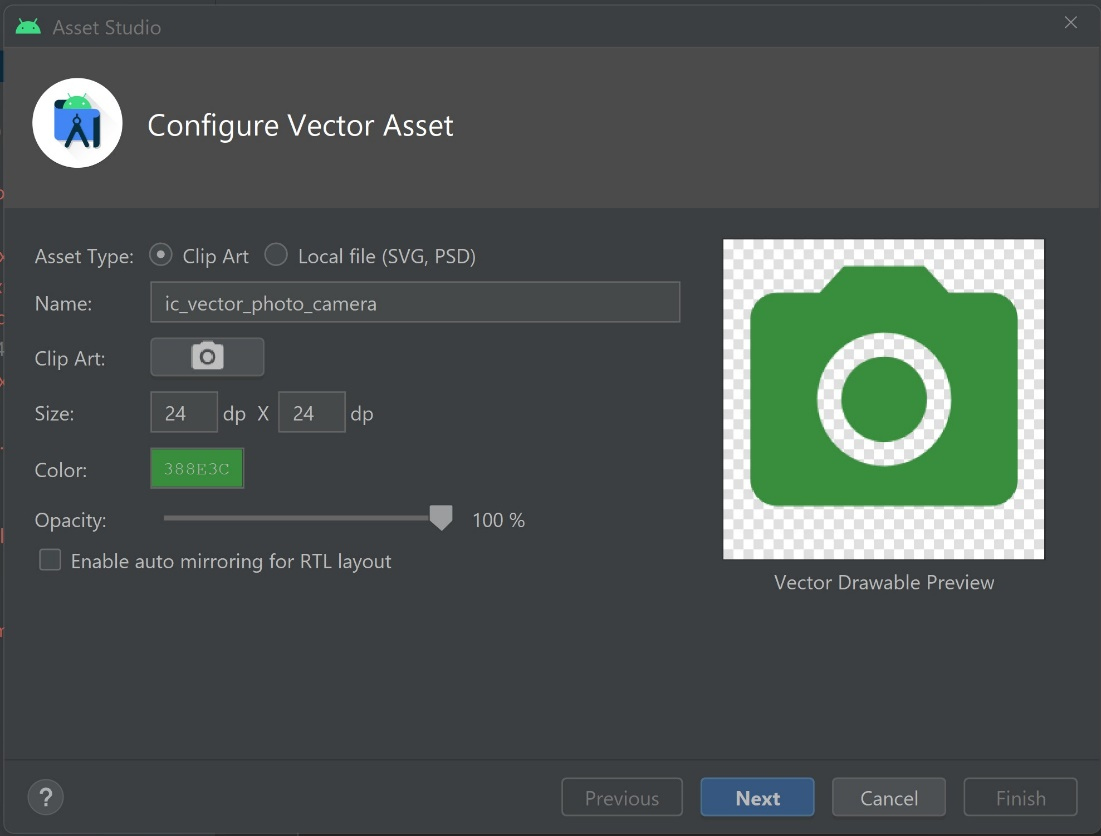 Asset Studio
Configure Vector Asset
Asset Type: Clip Art Local file (SVG, PSD)
Name: ic_vector_photo_camera
Clip Art:
Size: 24 dp X 24 dp
Color: 388E3C
Opacity: 100 %
Enable auto mirroring for RTL layout
Vector Drawable Preview
? Previous Next Cancel Finish